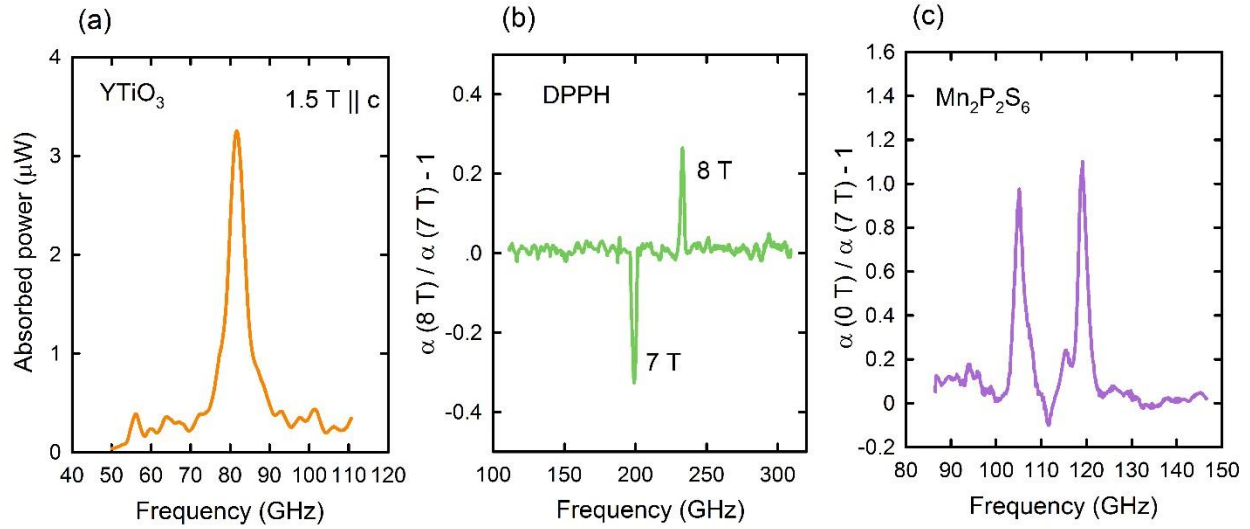 (a)
YTiO₃
1.5 T || c
Absorbed power (μW)
4
3
2
1
0
40 50 60 70 80 90 100 110 120
Frequency (GHz)
(b)
DPPH
8 T
7 T
α (8 T) / α (7 T) - 1
0.4
0.2
.0
-0.2
-0.4
100 200 300
Frequency (GHz)
(c)
Mn₂P₂S₆
α (0 T) / α (7 T) - 1
1.6
1.4
1.2
1.0
0.8
0.6
0.4
0.2
0
-0.2
80 90 100 110 120 130 140 150
Frequency (GHz)